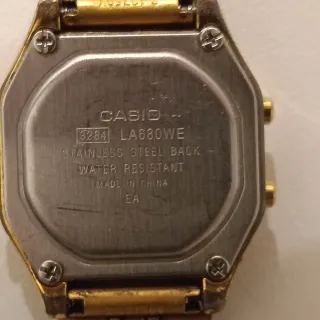 CASIO
3284 LA680WE
STAINLESS STEEL BACK
WATER RESISTANT
MADE IN CHINA
EA